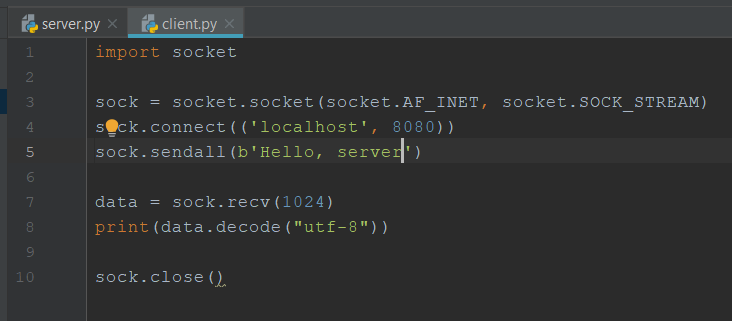 server.py client.py
1 import socket
2
3 sock = socket.socket(socket.AF_INET, socket.SOCK_STREAM)
4 sock.connect(('localhost', 8080))
5 sock.sendall(b'Hello, server')
6
7 data = sock.recv(1024)
8 print(data.decode("utf-8"))
9
10 sock.close()